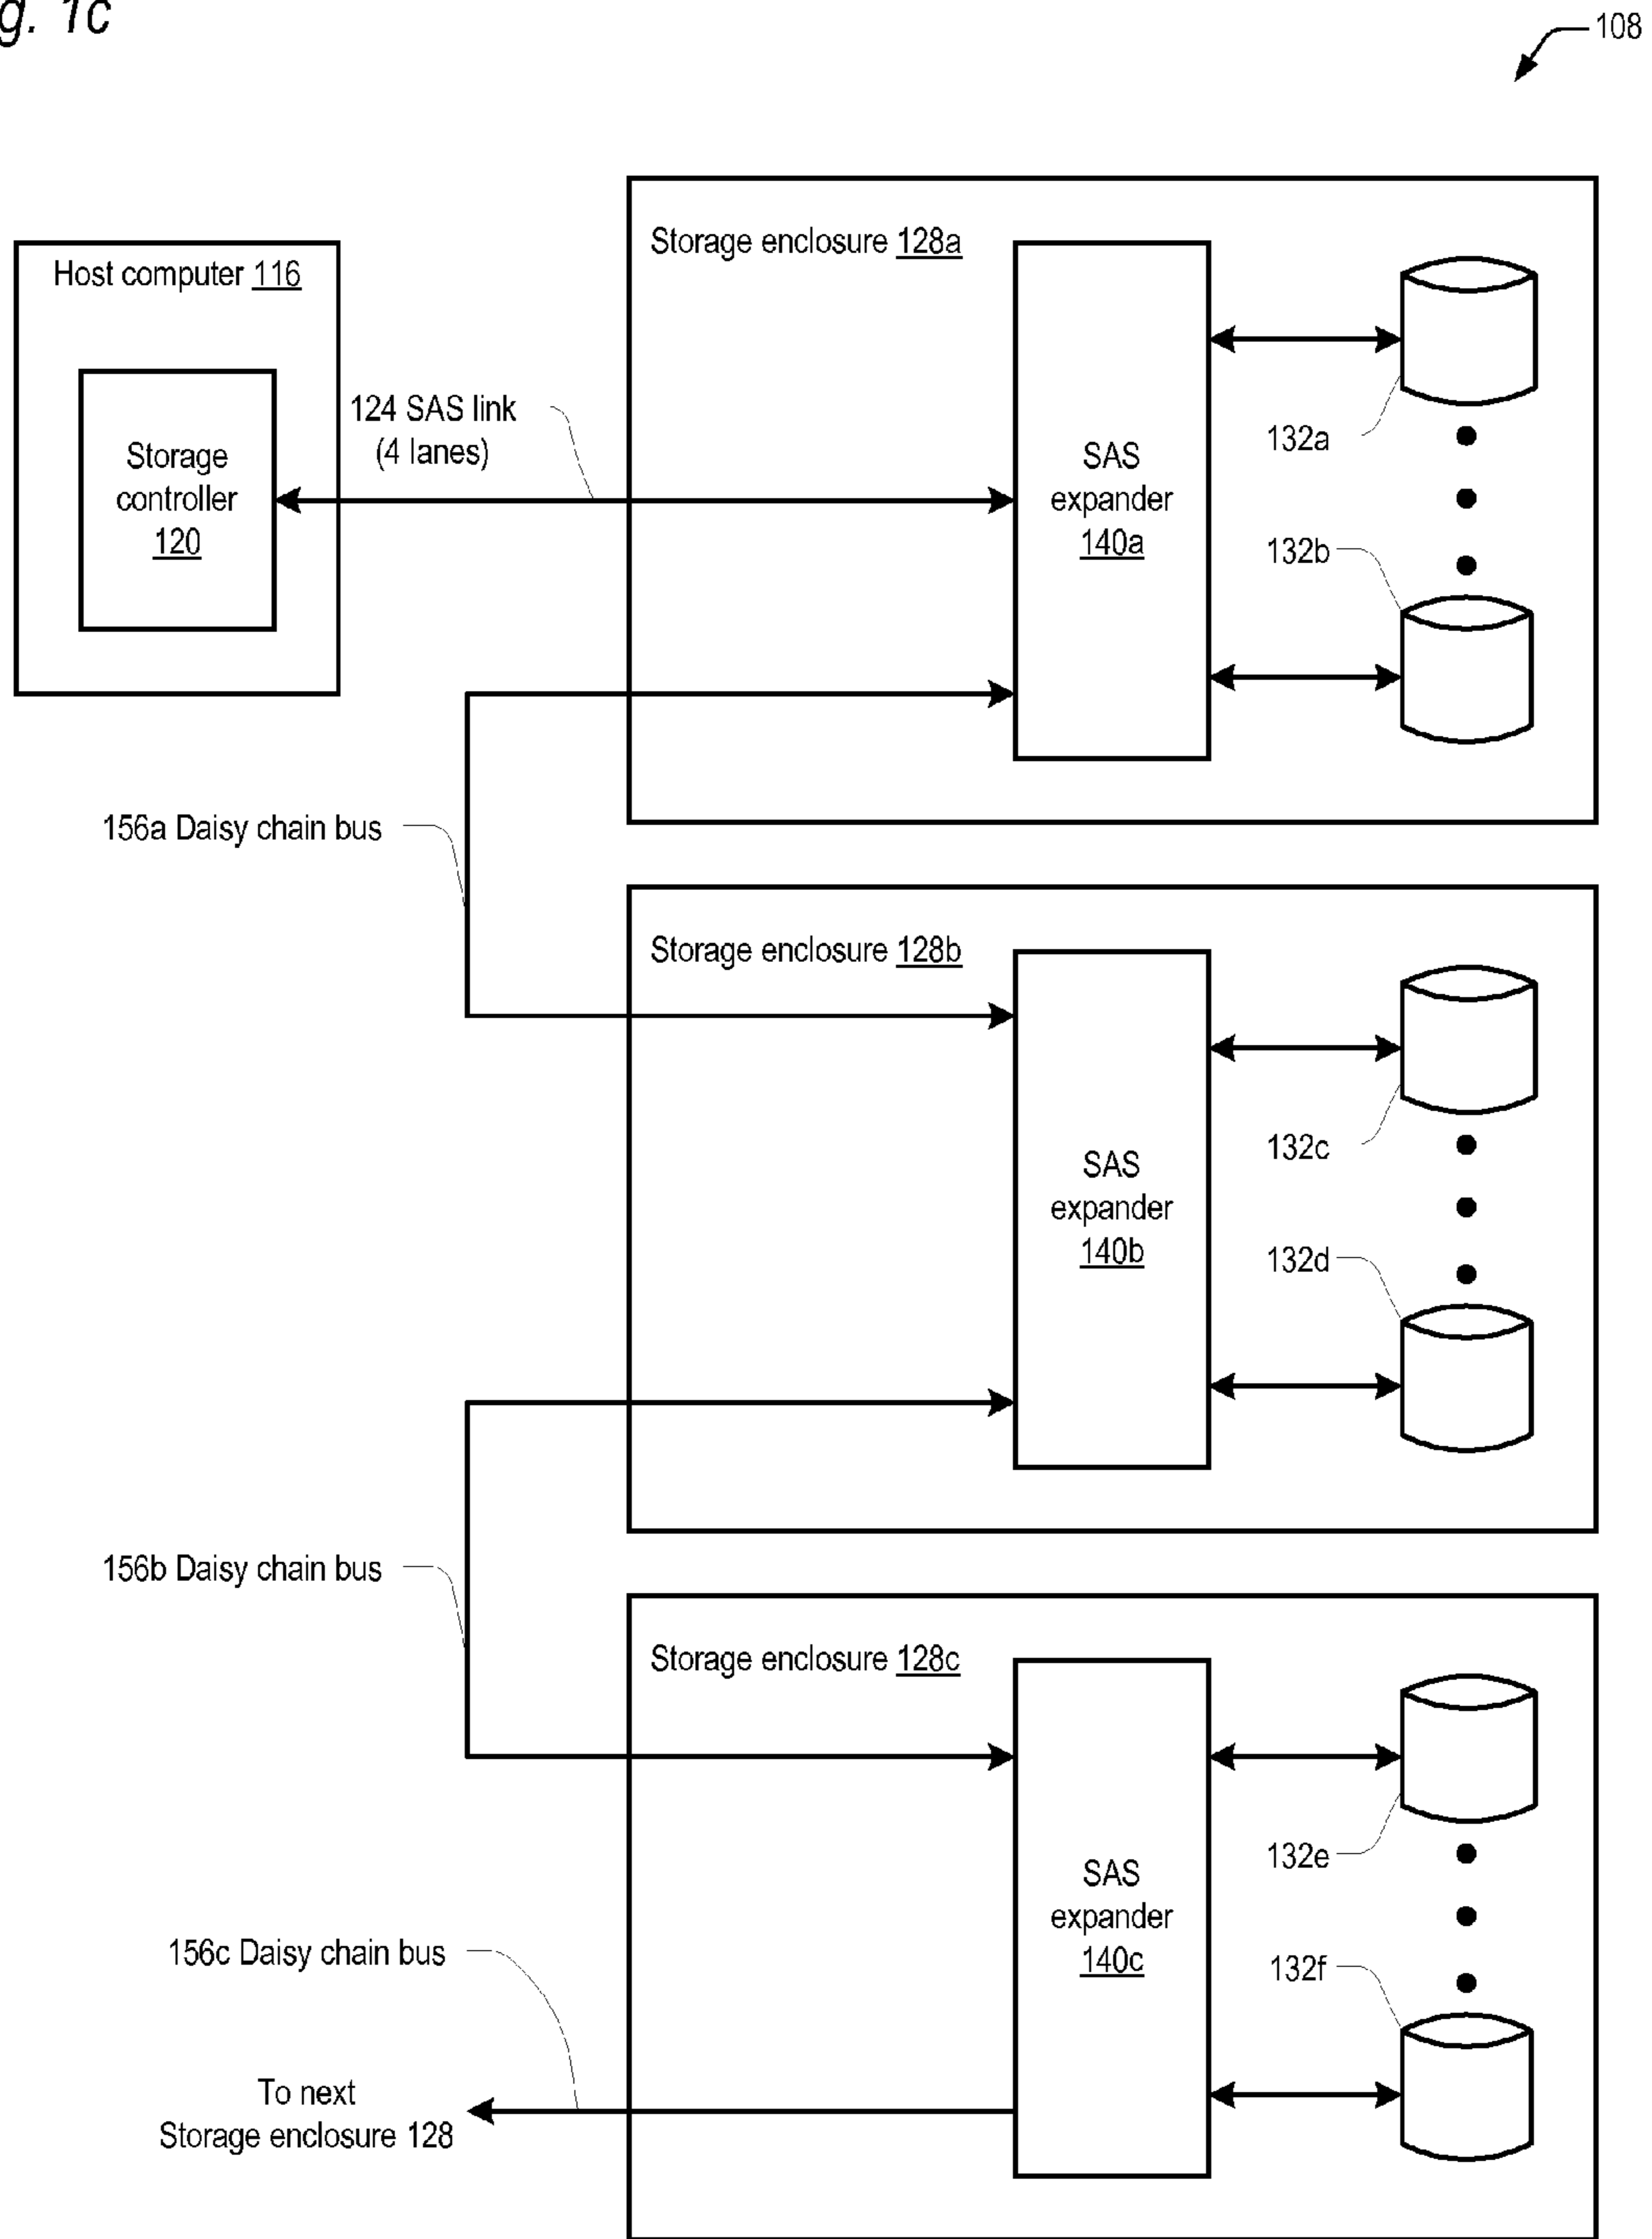 g. 1c
108
Host computer 116
Storage
controller
120
124 SAS link
(4 lanes)
Storage enclosure 128a
SAS
expander
140a
132a
132b
156a Daisy chain bus
Storage enclosure 128b
SAS
expander
140b
132c
132d
156b Daisy chain bus
Storage enclosure 128c
SAS
expander
140c
132e
132f
156c Daisy chain bus
To next
Storage enclosure 128